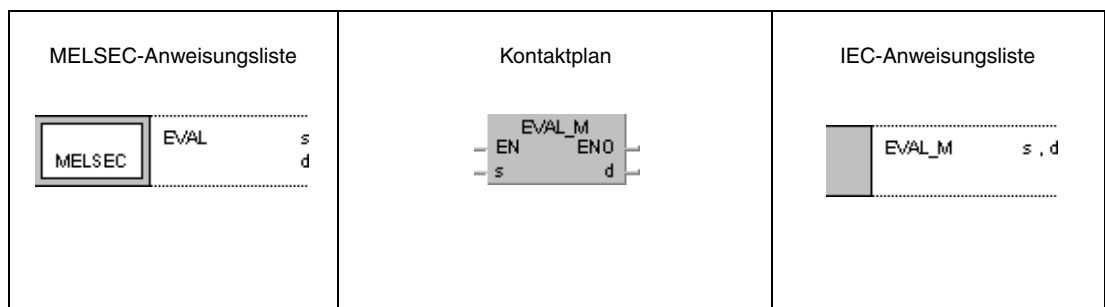 MELSEC-Anweisungsliste
MELSEC
EVAL s
d
Kontaktplan
EVAL_M
EN ENO
s d
IEC-Anweisungsliste
EVAL_M s , d